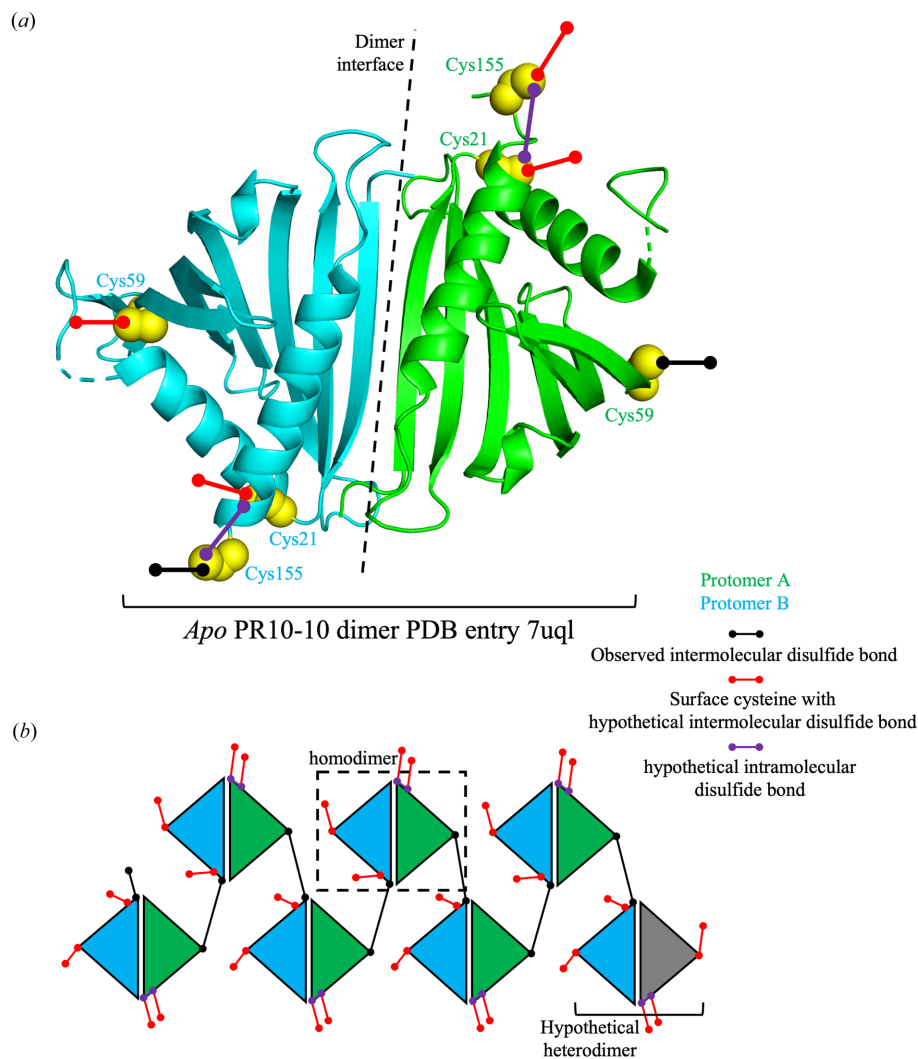 (a)
Dimer
interface
Cys155
Cys21
Cys59
Cys59
Cys21
Cys155
Apo PR10-10 dimer PDB entry 7uql
Protomer A
Protomer B
Observed intermolecular disulfide bond
Surface cysteine with
hypothetical intermolecular disulfide bond
hypothetical intramolecular
disulfide bond
(b)
homodimer
Hypothetical
heterodimer